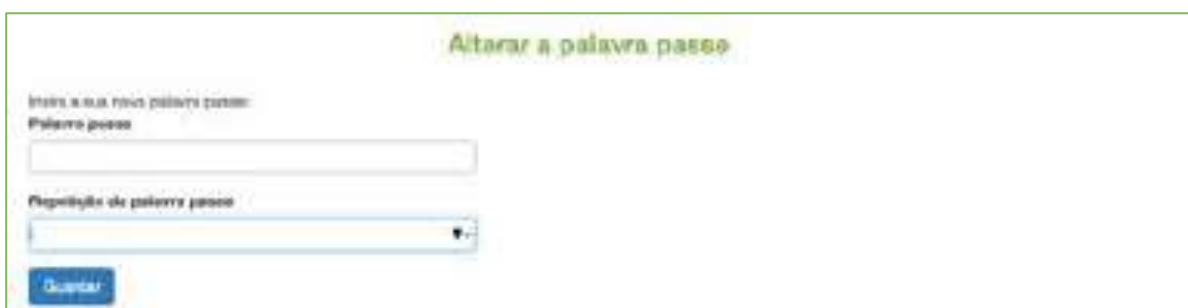 Alterar a palavra passe
Insira a sua nova palavra passe:
Palavra passe
Repetição da palavra passe
Guardar